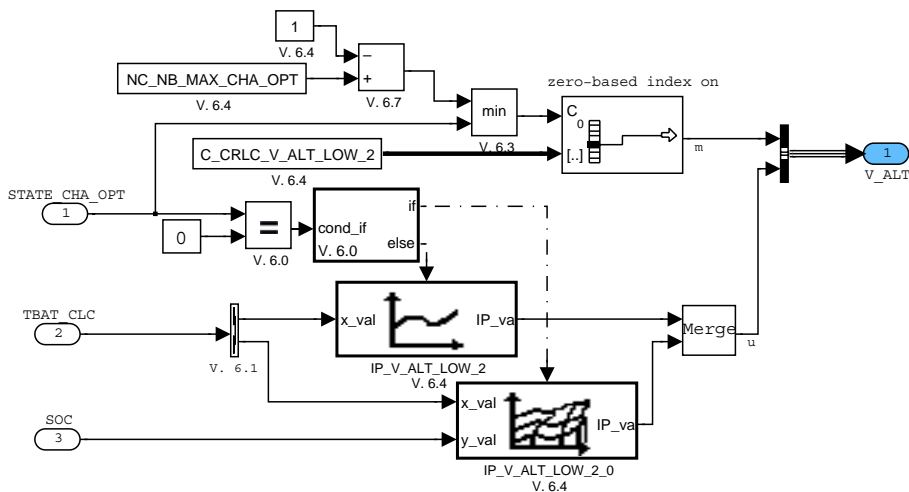 1
V. 6.4
NC_NB_MAX_CHA_OPT
V. 6.4
−
+
V. 6.7
min
V. 6.3
zero-based index on
C
0
[..]
m
C_CRLC_V_ALT_LOW_2
V. 6.4
1
V_ALT
STATE_CHA_OPT
1
0
=
V. 6.0
cond_if
if
else
V. 6.0
TBAT_CLC
2
V. 6.1
x_val
IP_va
IP_V_ALT_LOW_2
V. 6.4
Merge
u
SOC
3
x_val
y_val
IP_va
IP_V_ALT_LOW_2_0
V. 6.4